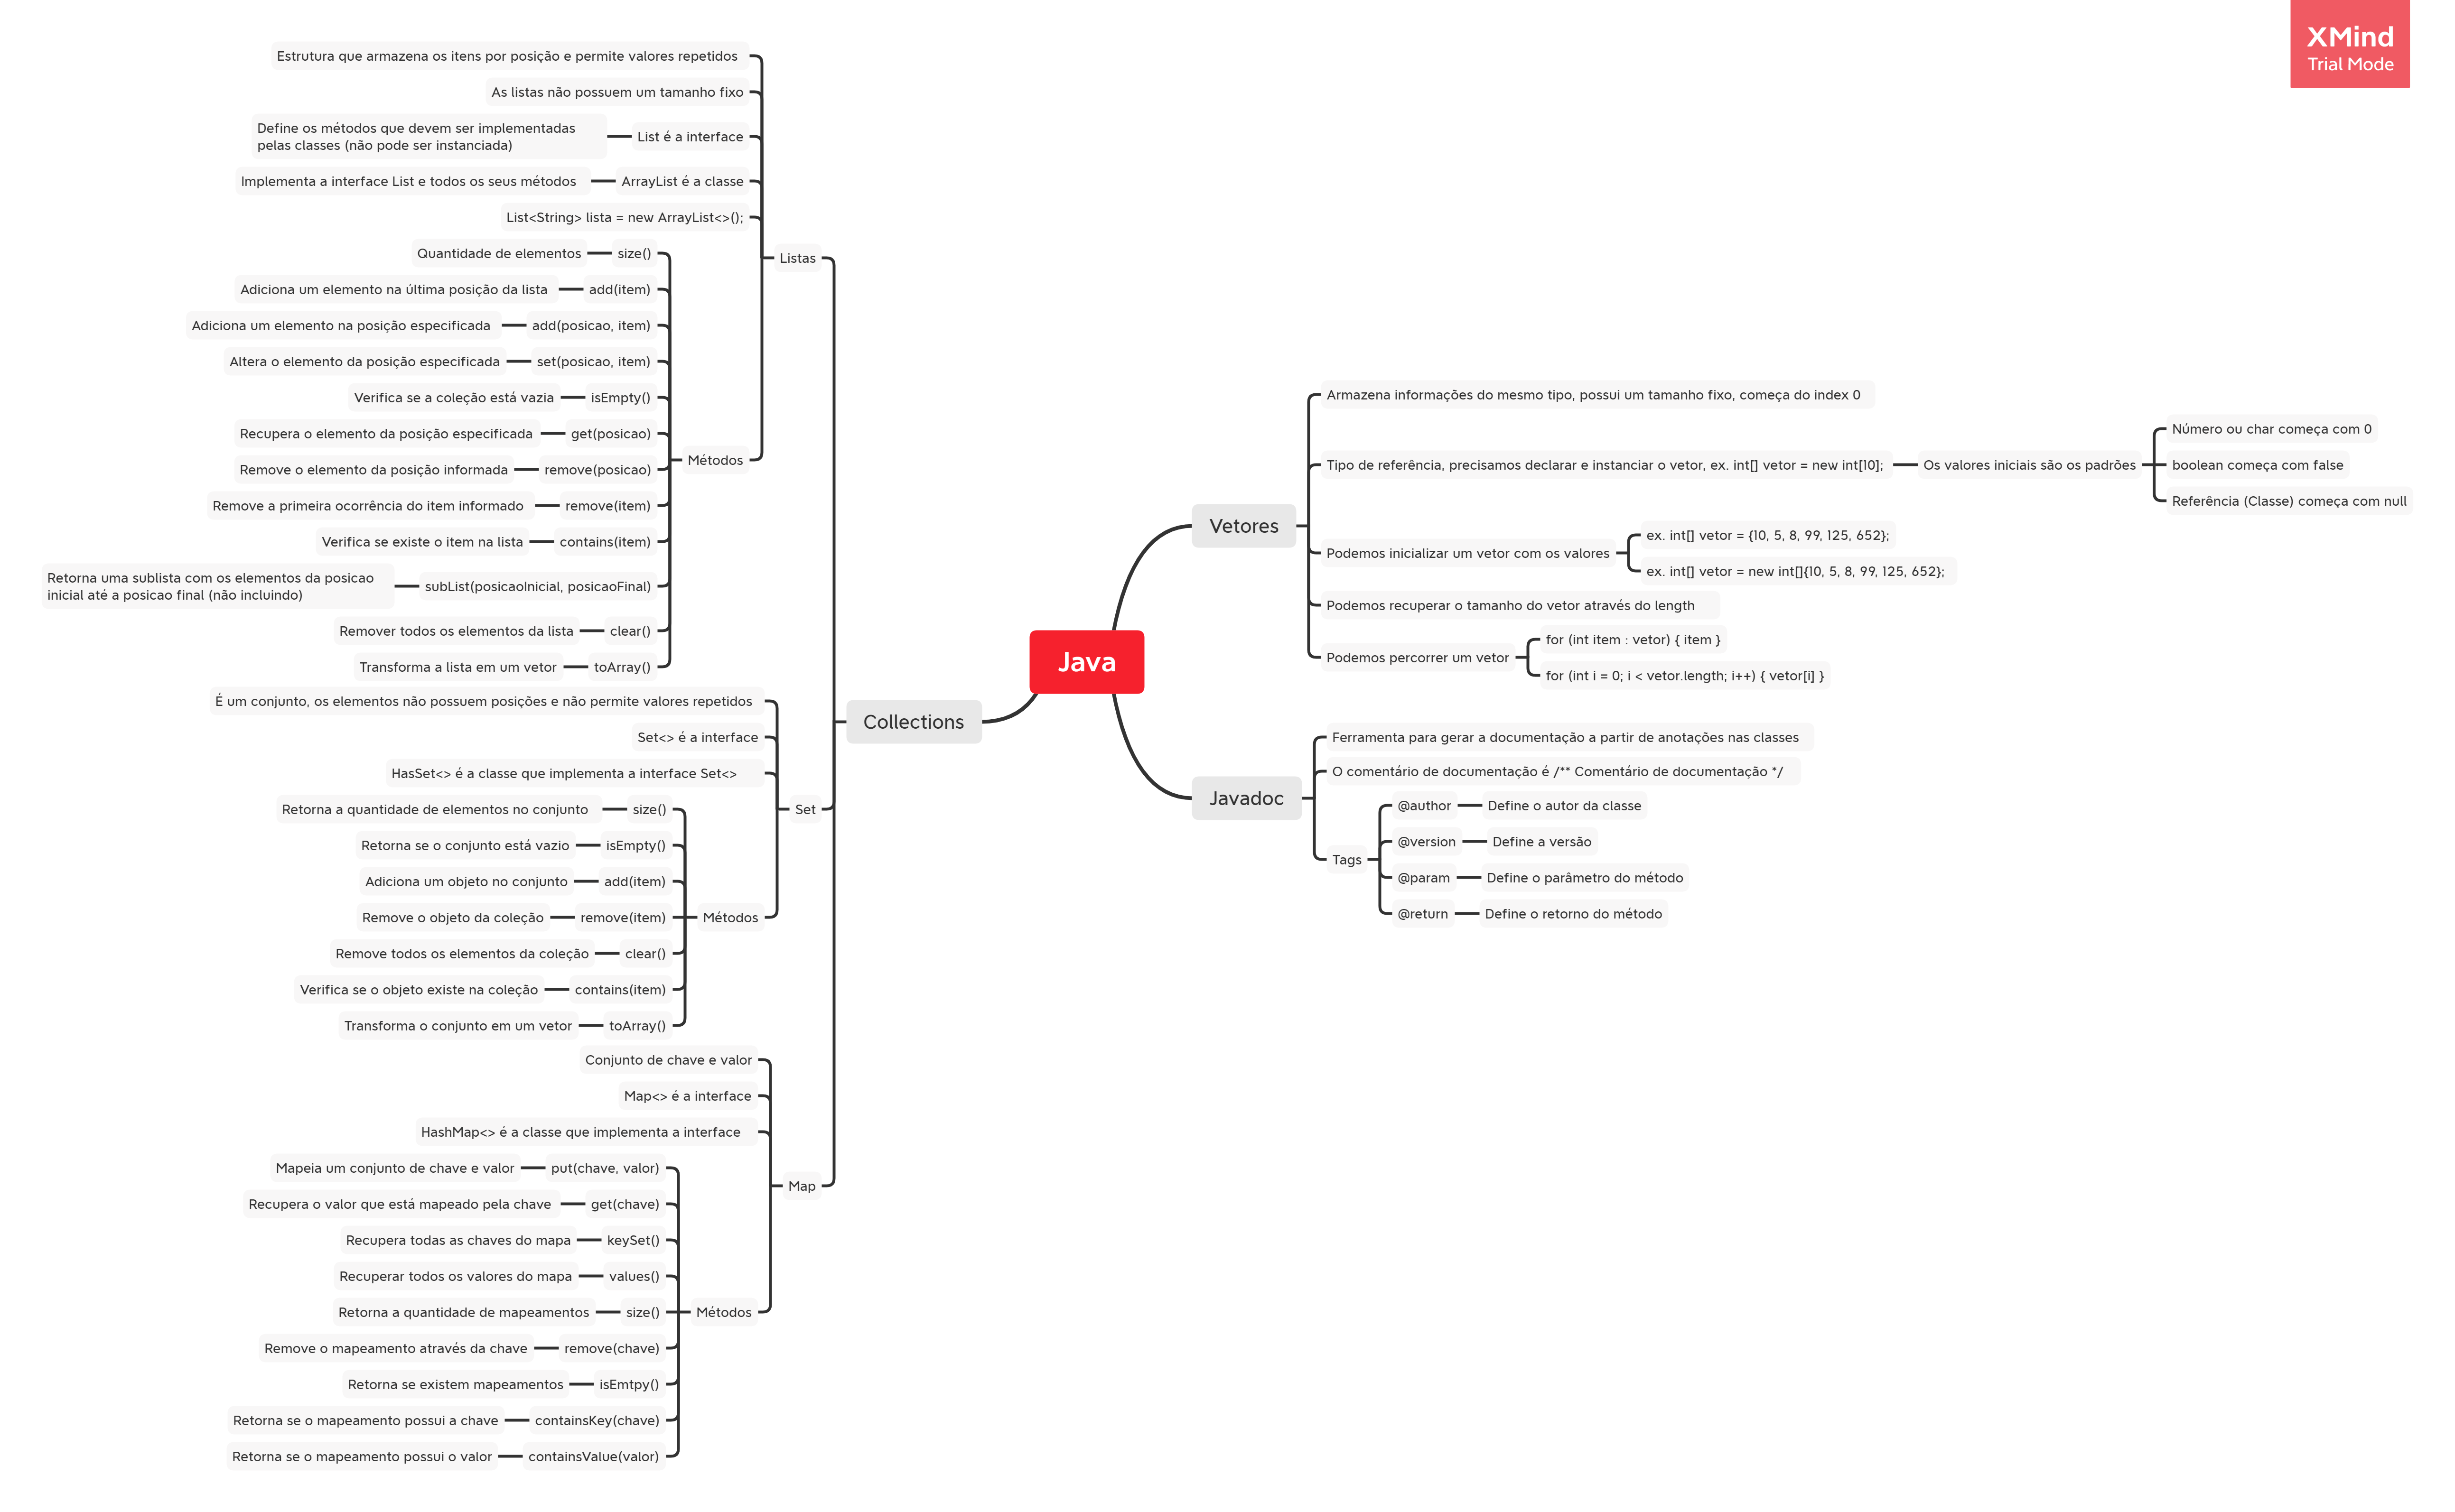 XMind
Trial Mode
Java
Vetores
Armazena informações do mesmo tipo, possui um tamanho fixo, começa do index 0
Tipo de referência, precisamos declarar e instanciar o vetor, ex. int[] vetor = new int[10];
Os valores iniciais são os padrões
Número ou char começa com 0
boolean começa com false
Referência (Classe) começa com null
Podemos inicializar um vetor com os valores
ex. int[] vetor = {10, 5, 8, 99, 125, 652};
ex. int[] vetor = new int[]{10, 5, 8, 99, 125, 652};
Podemos recuperar o tamanho do vetor através do length
Podemos percorrer um vetor
for (int item : vetor) { item }
for (int i = 0; i < vetor.length; i++) { vetor[i] }
Javadoc
Ferramenta para gerar a documentação a partir de anotações nas classes
O comentário de documentação é /** Comentário de documentação */
Tags
@author
Define o autor da classe
@version
Define a versão
@param
Define o parâmetro do método
@return
Define o retorno do método
Collections
Listas
Estrutura que armazena os itens por posição e permite valores repetidos
As listas não possuem um tamanho fixo
List é a interface
Define os métodos que devem ser implementadas
pelas classes (não pode ser instanciada)
ArrayList é a classe
Implementa a interface List e todos os seus métodos
List<String> lista = new ArrayList<>();
Métodos
size()
Quantidade de elementos
add(item)
Adiciona um elemento na última posição da lista
add(posicao, item)
Adiciona um elemento na posição especificada
set(posicao, item)
Altera o elemento da posição especificada
isEmpty()
Verifica se a coleção está vazia
get(posicao)
Recupera o elemento da posição especificada
remove(posicao)
Remove o elemento da posição informada
remove(item)
Remove a primeira ocorrência do item informado
contains(item)
Verifica se existe o item na lista
subList(posicaoInicial, posicaoFinal)
Retorna uma sublista com os elementos da posicao
inicial até a posicao final (não incluindo)
clear()
Remover todos os elementos da lista
toArray()
Transforma a lista em um vetor
Set
É um conjunto, os elementos não possuem posições e não permite valores repetidos
Set<> é a interface
HasSet<> é a classe que implementa a interface Set<>
Métodos
size()
Retorna a quantidade de elementos no conjunto
isEmpty()
Retorna se o conjunto está vazio
add(item)
Adiciona um objeto no conjunto
remove(item)
Remove o objeto da coleção
clear()
Remove todos os elementos da coleção
contains(item)
Verifica se o objeto existe na coleção
toArray()
Transforma o conjunto em um vetor
Map
Conjunto de chave e valor
Map<> é a interface
HashMap<> é a classe que implementa a interface
Métodos
put(chave, valor)
Mapeia um conjunto de chave e valor
get(chave)
Recupera o valor que está mapeado pela chave
keySet()
Recupera todas as chaves do mapa
values()
Recuperar todos os valores do mapa
size()
Retorna a quantidade de mapeamentos
remove(chave)
Remove o mapeamento através da chave
isEmtpy()
Retorna se existem mapeamentos
containsKey(chave)
Retorna se o mapeamento possui a chave
containsValue(valor)
Retorna se o mapeamento possui o valor